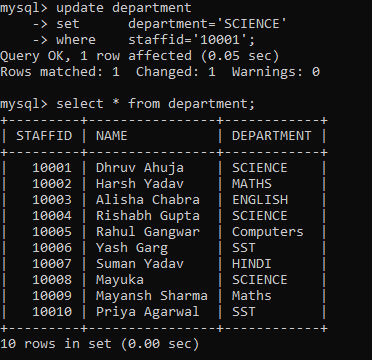 mysql> update department
    -> set       department='SCIENCE'
    -> where     staffid='10001';
Query OK, 1 row affected (0.05 sec)
Rows matched: 1  Changed: 1  Warnings: 0

mysql> select * from department;
+---------+----------------+------------+
| STAFFID | NAME           | DEPARTMENT |
+---------+----------------+------------+
|   10001 | Dhruv Ahuja    | SCIENCE    |
|   10002 | Harsh Yadav    | MATHS      |
|   10003 | Alisha Chabra  | ENGLISH    |
|   10004 | Rishabh Gupta  | SCIENCE    |
|   10005 | Rahul Gangwar  | Computers  |
|   10006 | Yash Garg      | SST        |
|   10007 | Suman Yadav    | HINDI      |
|   10008 | Mayuka         | SCIENCE    |
|   10009 | Mayansh Sharma | Maths      |
|   10010 | Priya Agarwal  | SST        |
+---------+----------------+------------+
10 rows in set (0.00 sec)